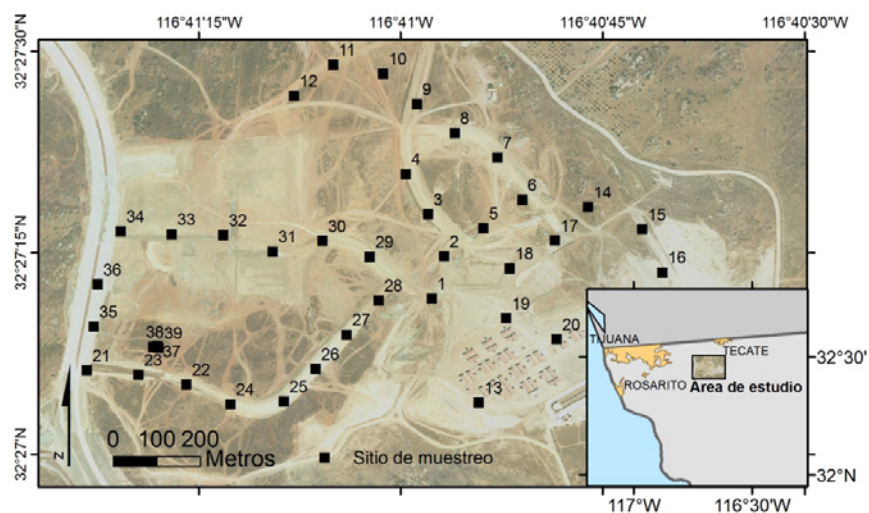 116°41'15"W
116°41'W
116°40'45"W
116°40'30"W
32°27'30"N
32°27'15"N
32°27'N
11
10
12
9
8
7
4
6
14
3
5
15
34
33
32
30
17
31
29
2
18
16
36
28
1
35
27
19
38
39
37
20
21
23
22
26
24
25
13
N
0 100 200
Metros
Sitio de muestreo
TIJUANA
TECATE
ROSARITO
Área de estudio
32°30'N
32°N
117°W
116°30'W